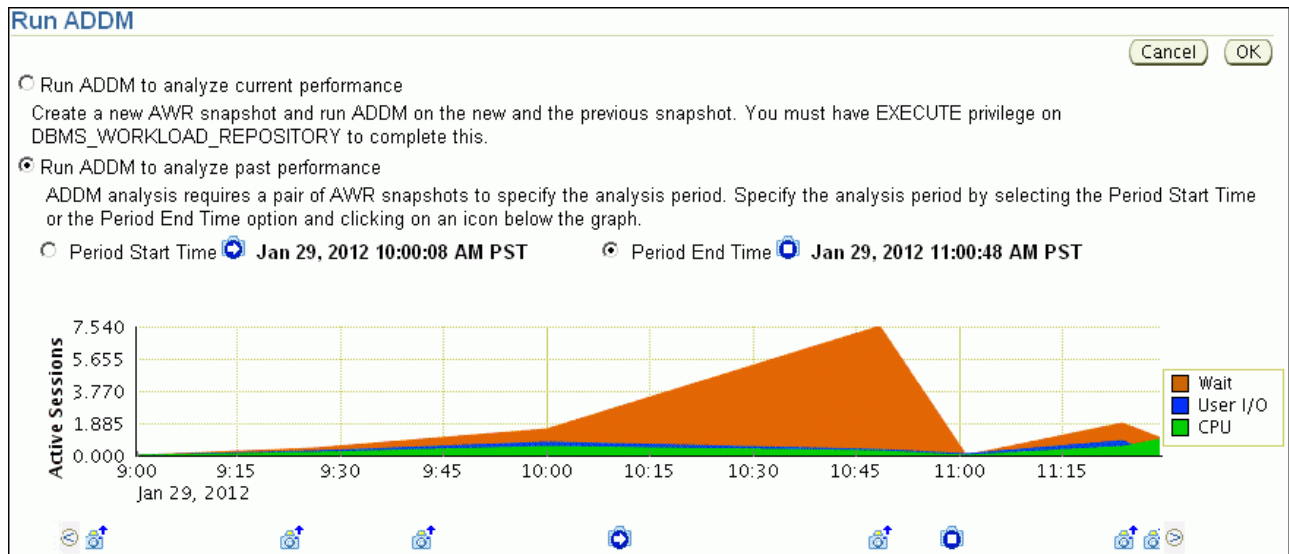 Run ADDM
Cancel
OK
Run ADDM to analyze current performance
Create a new AWR snapshot and run ADDM on the new and the previous snapshot. You must have EXECUTE privilege on
DBMS_WORKLOAD_REPOSITORY to complete this.
Run ADDM to analyze past performance
ADDM analysis requires a pair of AWR snapshots to specify the analysis period. Specify the analysis period by selecting the Period Start Time
or the Period End Time option and clicking on an icon below the graph.
Period Start Time Jan 29, 2012 10:00:08 AM PST
Period End Time Jan 29, 2012 11:00:48 AM PST
Active Sessions
7.540
5.655
3.770
1.885
0.000
9:00 9:15 9:30 9:45 10:00 10:15 10:30 10:45 11:00 11:15
Jan 29, 2012
Wait
User I/O
CPU